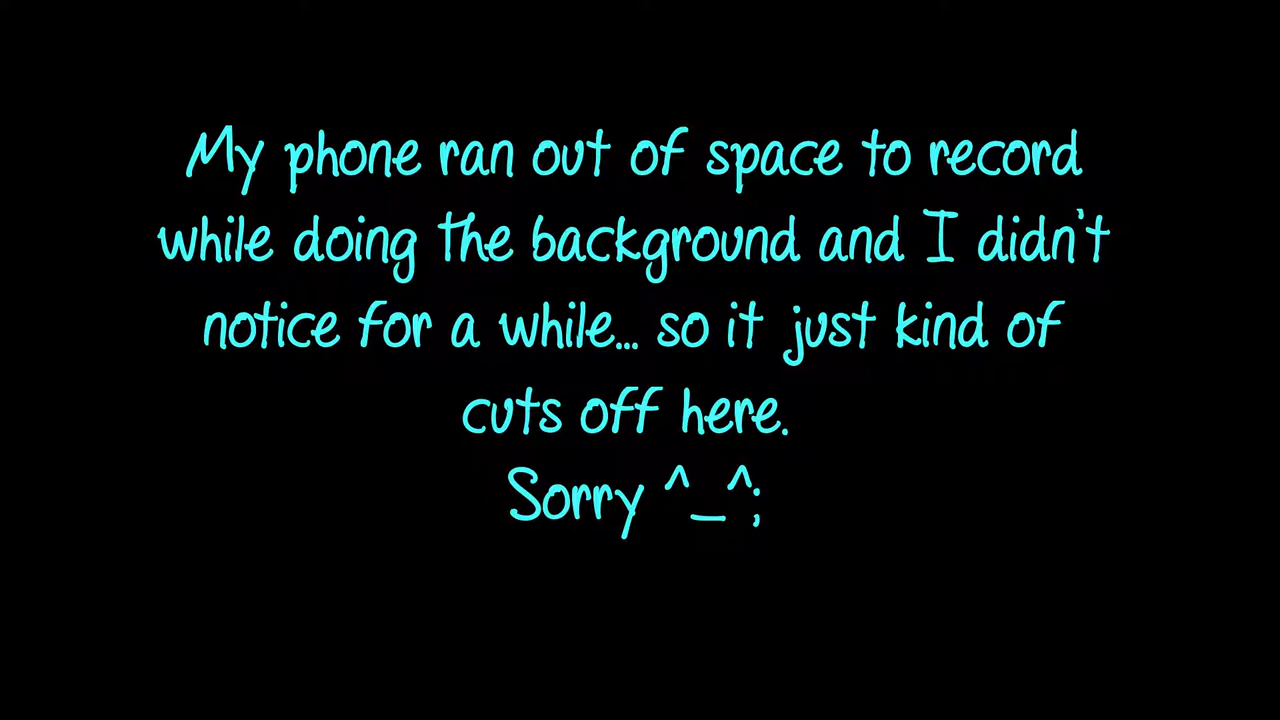 My phone ran out of space to record
while doing the background and I didn't
notice for a while... so it just kind of
cuts off here.
Sorry ^_^;